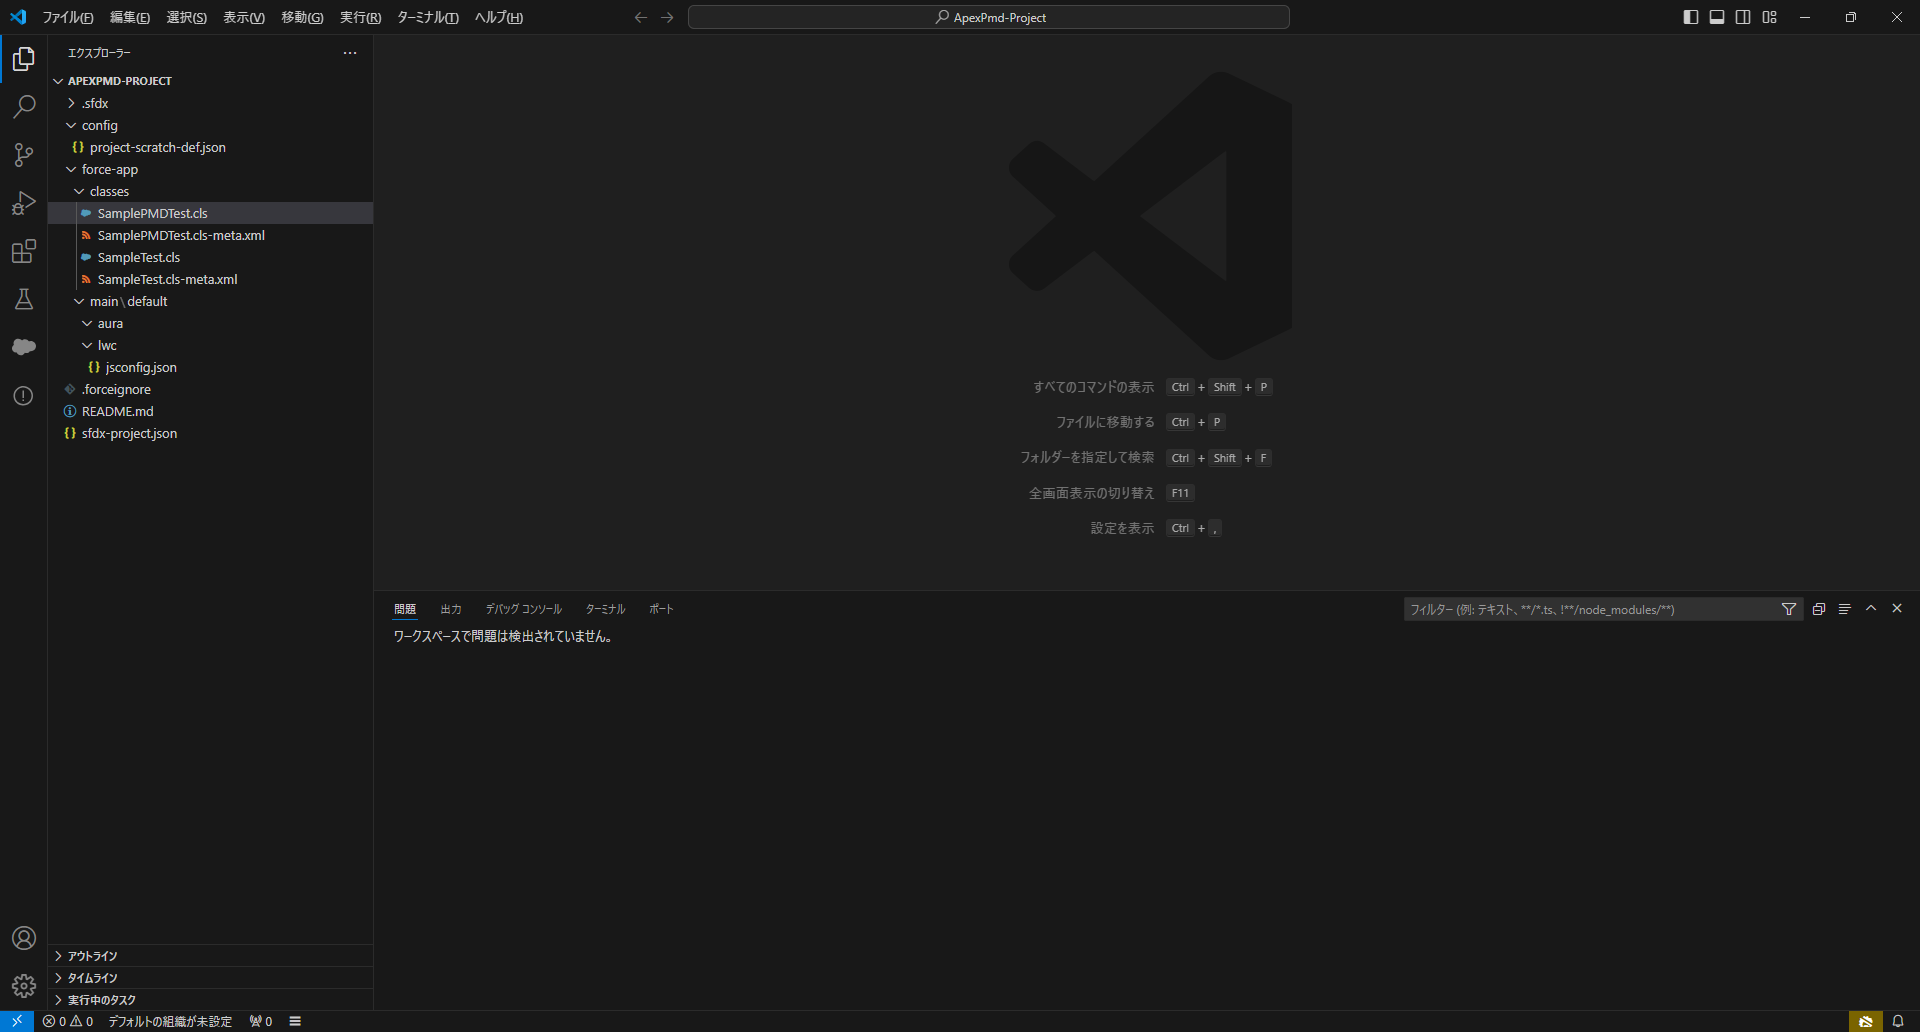 ファイル(F) 編集(E) 選択(S) 表示(V) 移動(G) 実行(R) ターミナル(T) ヘルプ(H)
ApexPmd-Project
エクスプローラー
APEXPMD-PROJECT
.sfdx
config
{} project-scratch-def.json
force-app
classes
SamplePMDTest.cls
SamplePMDTest.cls-meta.xml
SampleTest.cls
SampleTest.cls-meta.xml
main\default
aura
lwc
{} jsconfig.json
.forceignore
README.md
{} sfdx-project.json
すべてのコマンドの表示 Ctrl + Shift + P
ファイルに移動する Ctrl + P
フォルダーを指定して検索 Ctrl + Shift + F
全画面表示の切り替え F11
設定を表示 Ctrl + ,
問題 出力 デバッグ コンソール ターミナル ポート
フィルター (例: テキスト、**/*.ts、!**/node_modules/**)
ワークスペースで問題は検出されていません。
アウトライン
タイムライン
実行中のタスク
0 0 デフォルトの組織が未設定 0